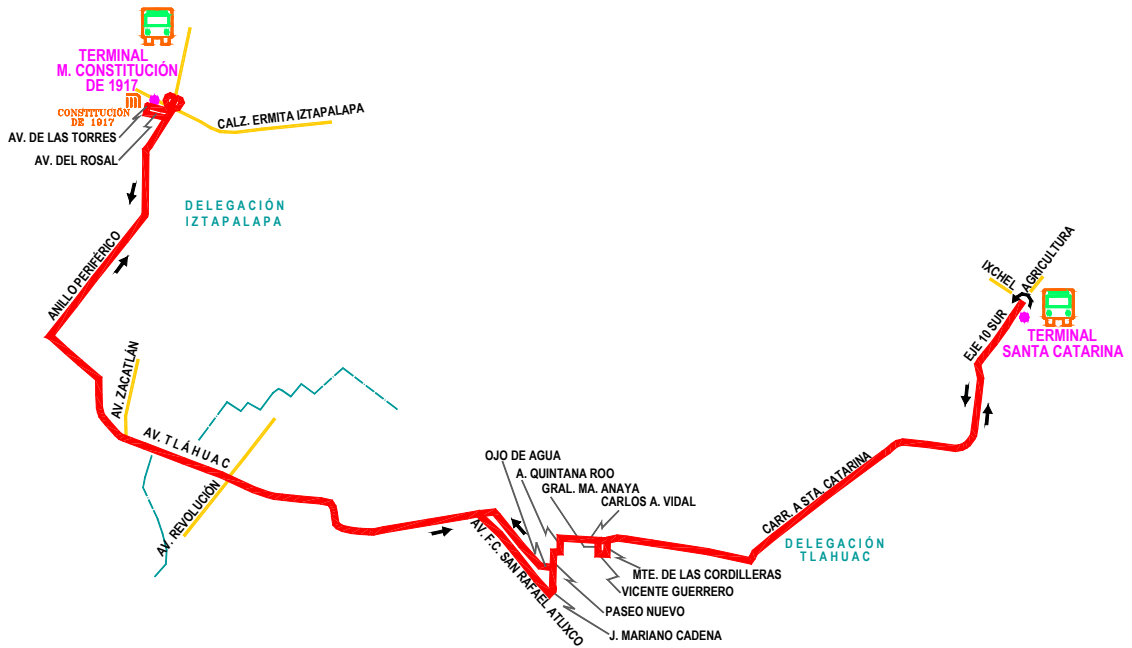 TERMINAL
M. CONSTITUCIÓN
DE 1917
CONSTITUCIÓN
DE 1917
AV. DE LAS TORRES
AV. DEL ROSAL
CALZ. ERMITA IZTAPALAPA
DELEGACIÓN
IZTAPALAPA
ANILLO PERIFÉRICO
AV. ZACATLÁN
AV. TLÁHUAC
AV. REVOLUCIÓN
IXCHEL
AGRICULTURA
EJE 10 SUR
TERMINAL
SANTA CATARINA
OJO DE AGUA
A. QUINTANA ROO
GRAL. MA. ANAYA
CARLOS A. VIDAL
CARR. A STA. CATARINA
AV. F.C. SAN RAFAEL ATLIXCO
DELEGACIÓN
TLAHUAC
MTE. DE LAS CORDILLERAS
VICENTE GUERRERO
PASEO NUEVO
J. MARIANO CADENA